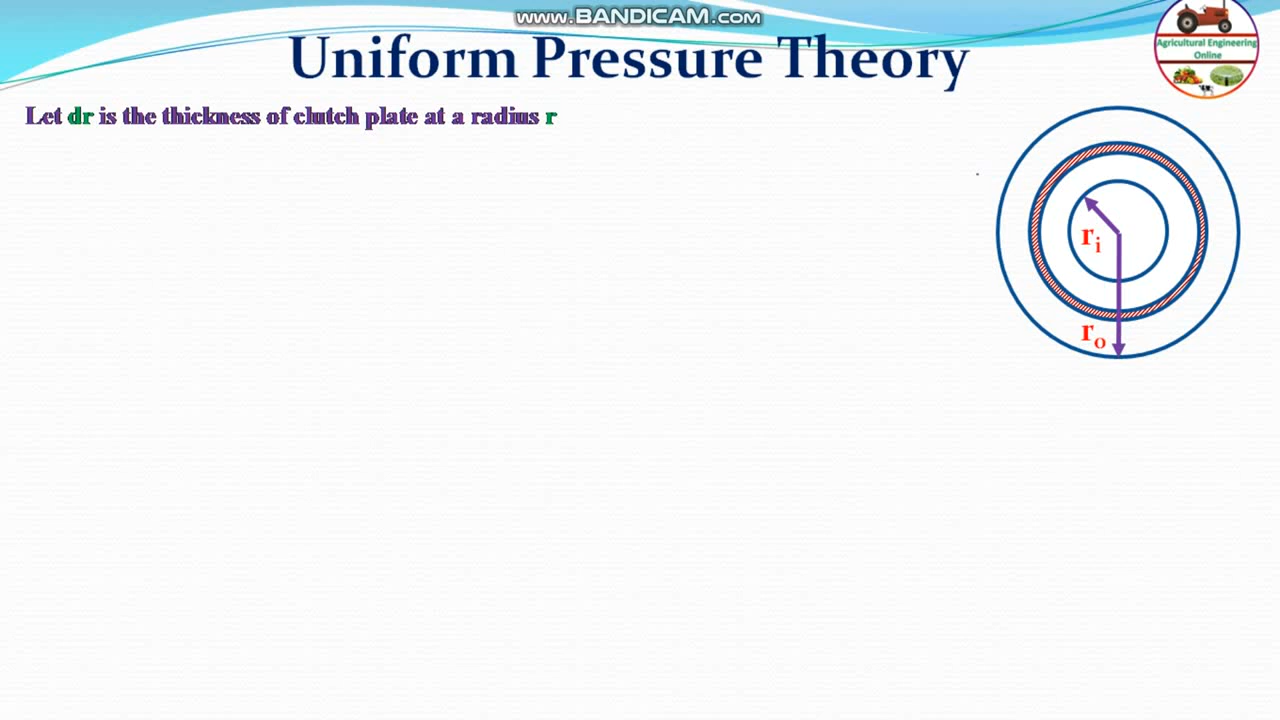 www.BANDICAM.com
Uniform Pressure Theory
Agricultural Engineering
Online
Let dr is the thickness of clutch plate at a radius r
ri
ro